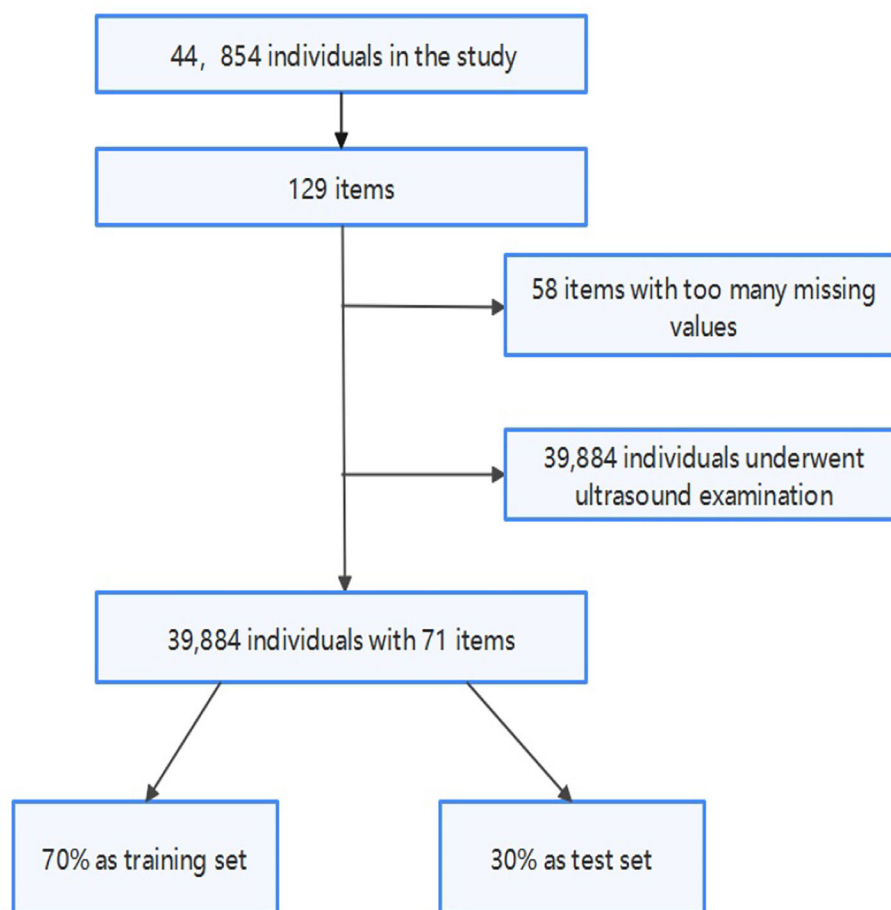 44, 854 individuals in the study
129 items
58 items with too many missing
values
39,884 individuals underwent
ultrasound examination
39,884 individuals with 71 items
70% as training set
30% as test set